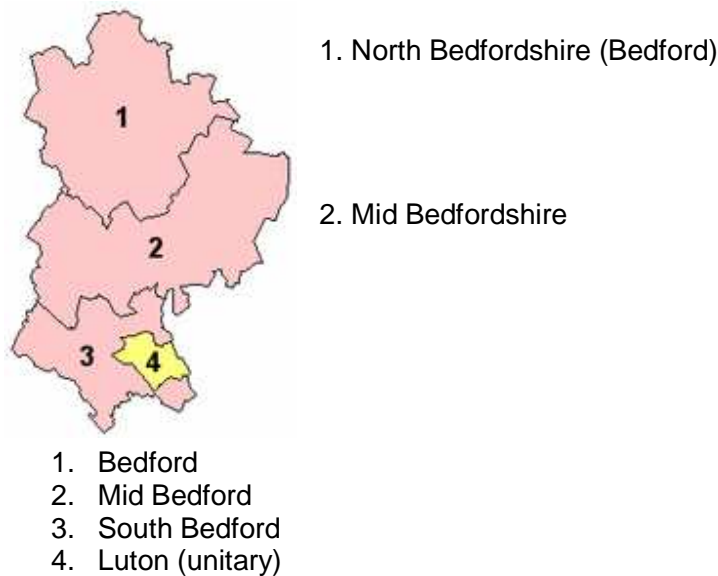 1. North Bedfordshire (Bedford)
1
2. Mid Bedfordshire
2
3
4
1. Bedford
2. Mid Bedford
3. South Bedford
4. Luton (unitary)